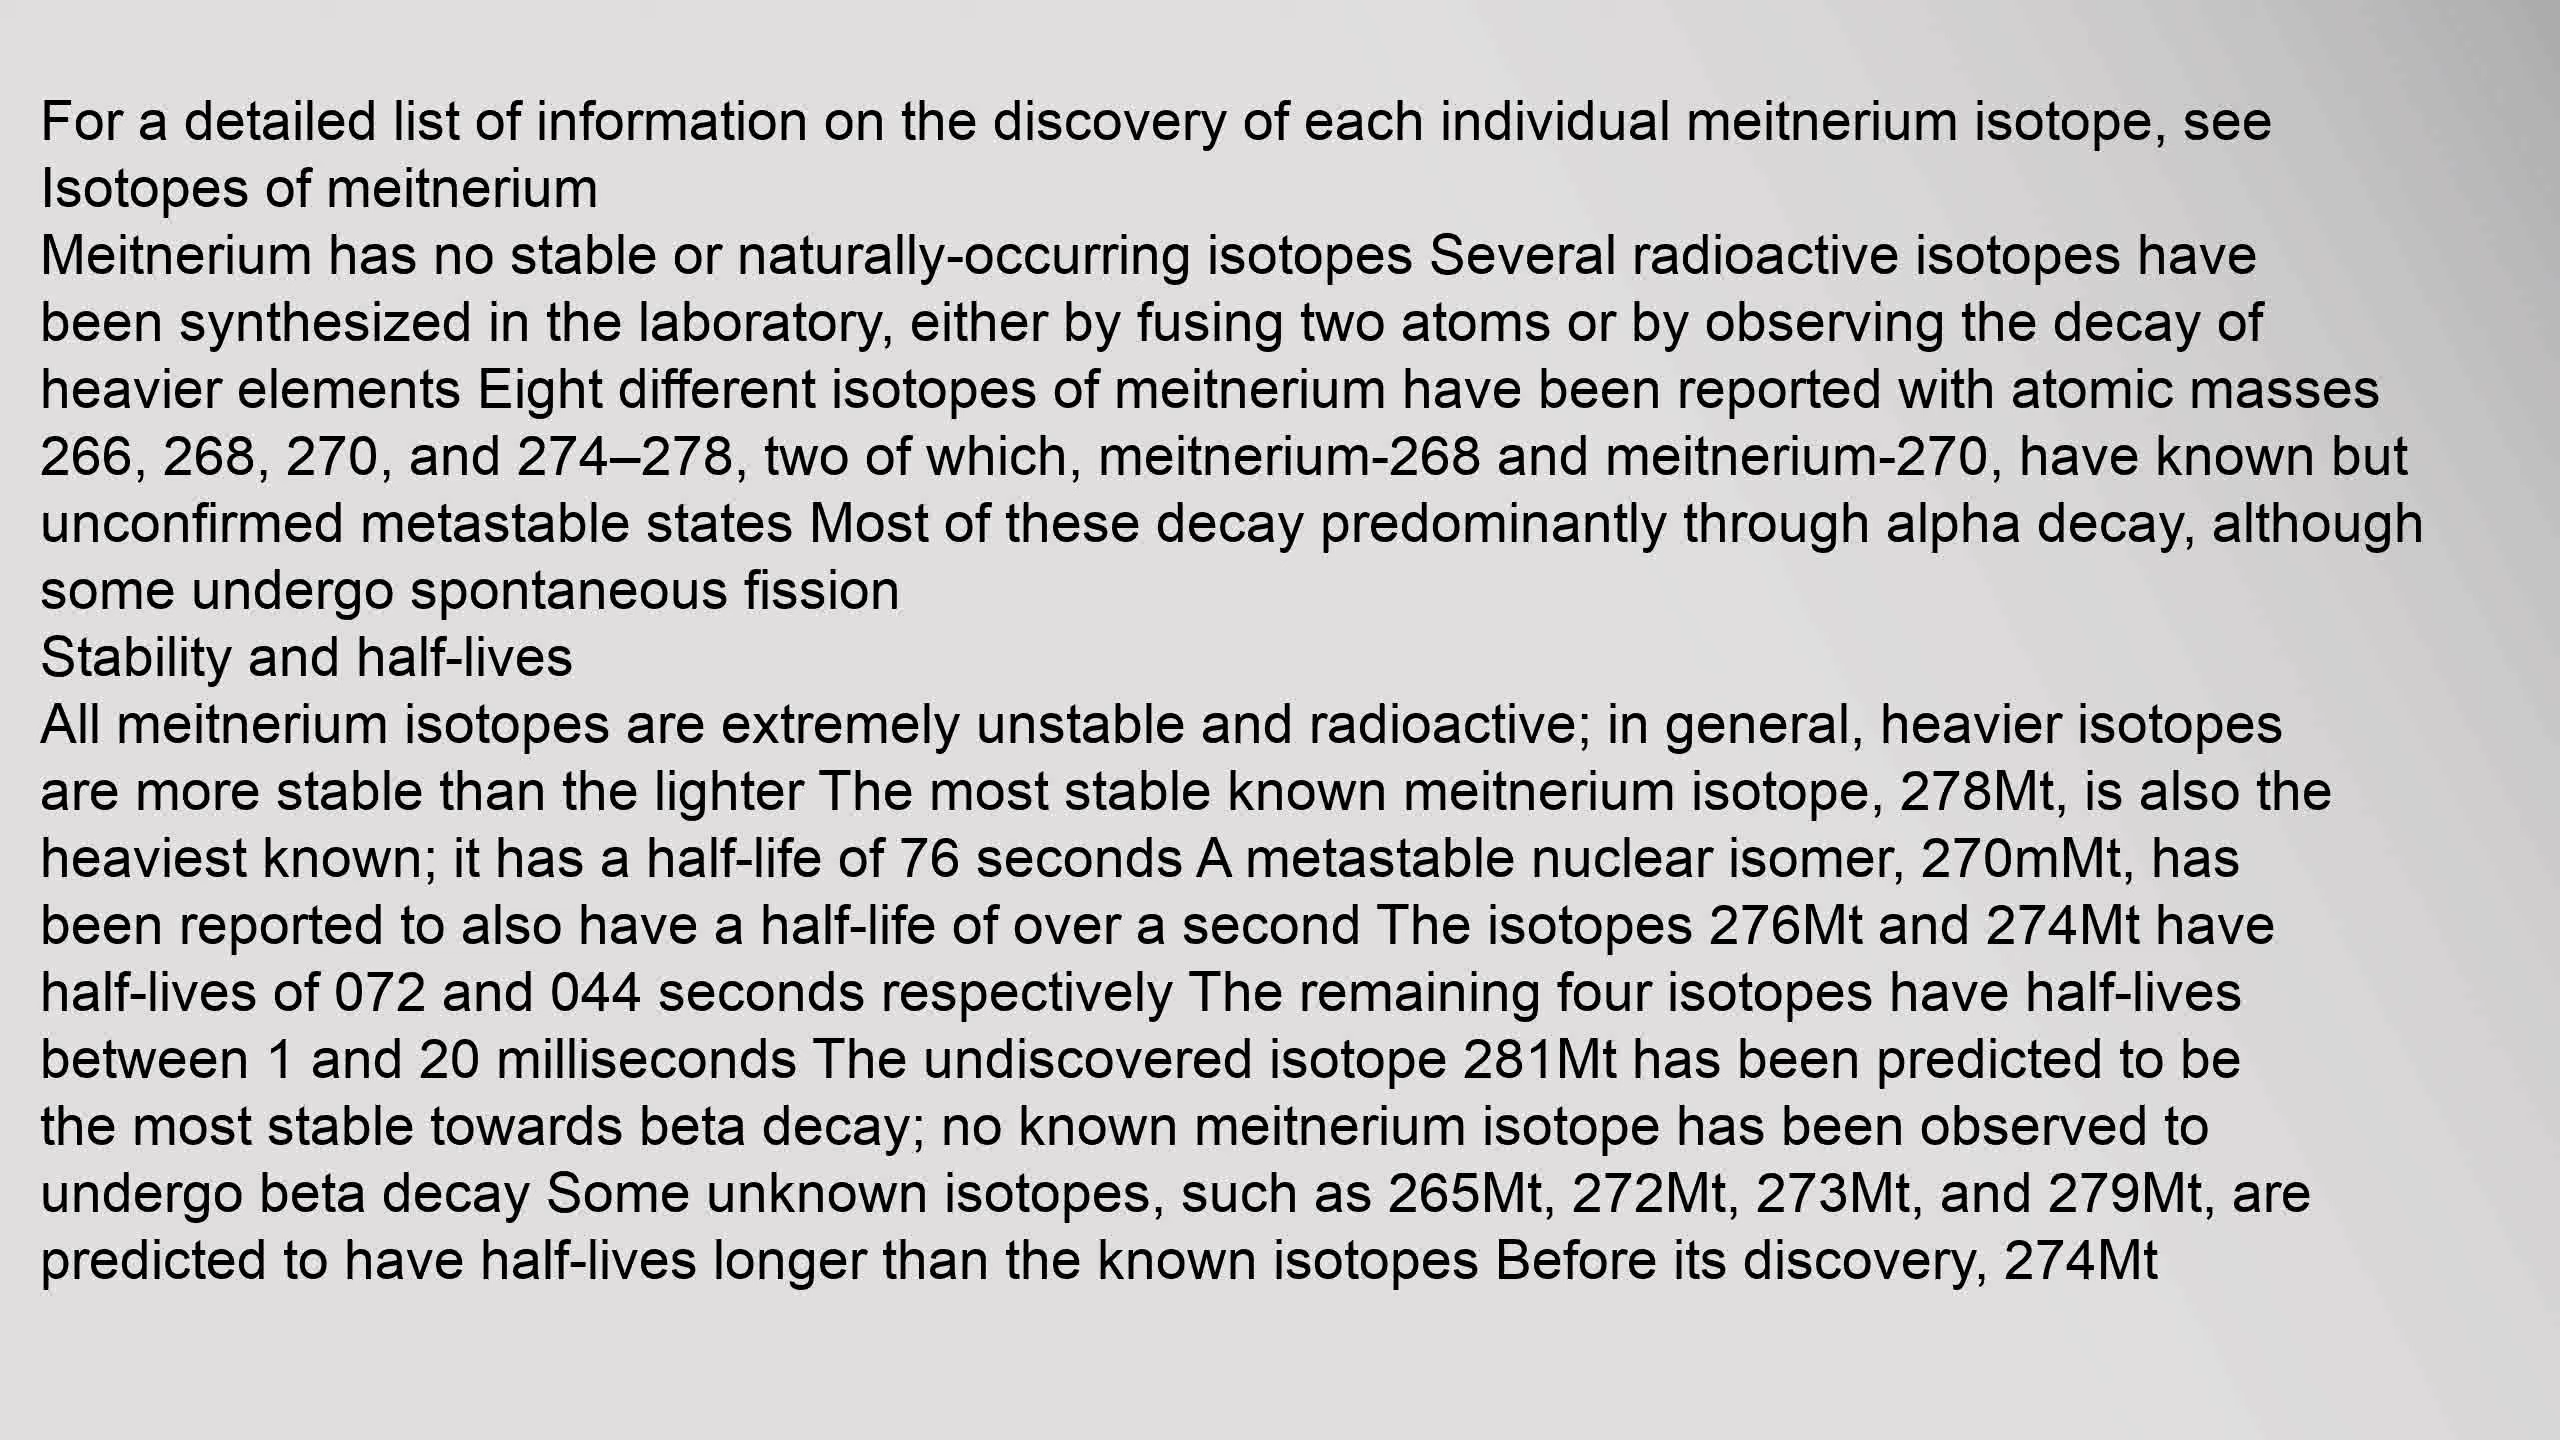 For a detailed list of information on the discovery of each individual meitnerium isotope, see
Isotopes of meitnerium
Meitnerium has no stable or naturally-occurring isotopes Several radioactive isotopes have
been synthesized in the laboratory, either by fusing two atoms or by observing the decay of
heavier elements Eight different isotopes of meitnerium have been reported with atomic masses
266, 268, 270, and 274–278, two of which, meitnerium-268 and meitnerium-270, have known but
unconfirmed metastable states Most of these decay predominantly through alpha decay, although
some undergo spontaneous fission
Stability and half-lives
All meitnerium isotopes are extremely unstable and radioactive; in general, heavier isotopes
are more stable than the lighter The most stable known meitnerium isotope, 278Mt, is also the
heaviest known; it has a half-life of 76 seconds A metastable nuclear isomer, 270mMt, has
been reported to also have a half-life of over a second The isotopes 276Mt and 274Mt have
half-lives of 072 and 044 seconds respectively The remaining four isotopes have half-lives
between 1 and 20 milliseconds The undiscovered isotope 281Mt has been predicted to be
the most stable towards beta decay; no known meitnerium isotope has been observed to
undergo beta decay Some unknown isotopes, such as 265Mt, 272Mt, 273Mt, and 279Mt, are
predicted to have half-lives longer than the known isotopes Before its discovery, 274Mt